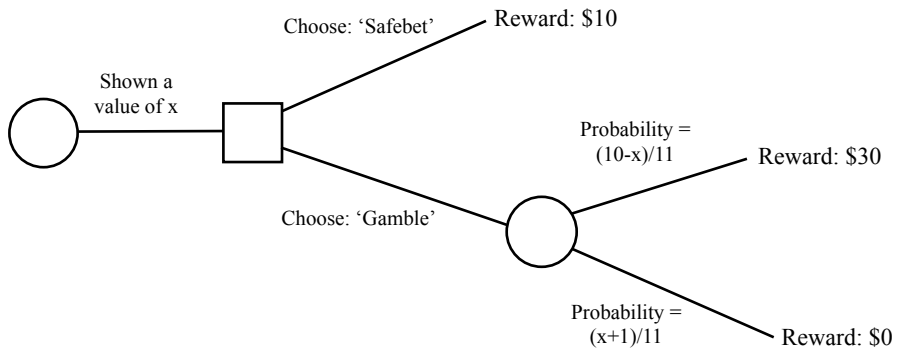 Shown a
value of x
Choose: ‘Safebet’
Reward: $10
Choose: ‘Gamble’
Probability =
(10-x)/11
Reward: $30
Probability =
(x+1)/11
Reward: $0